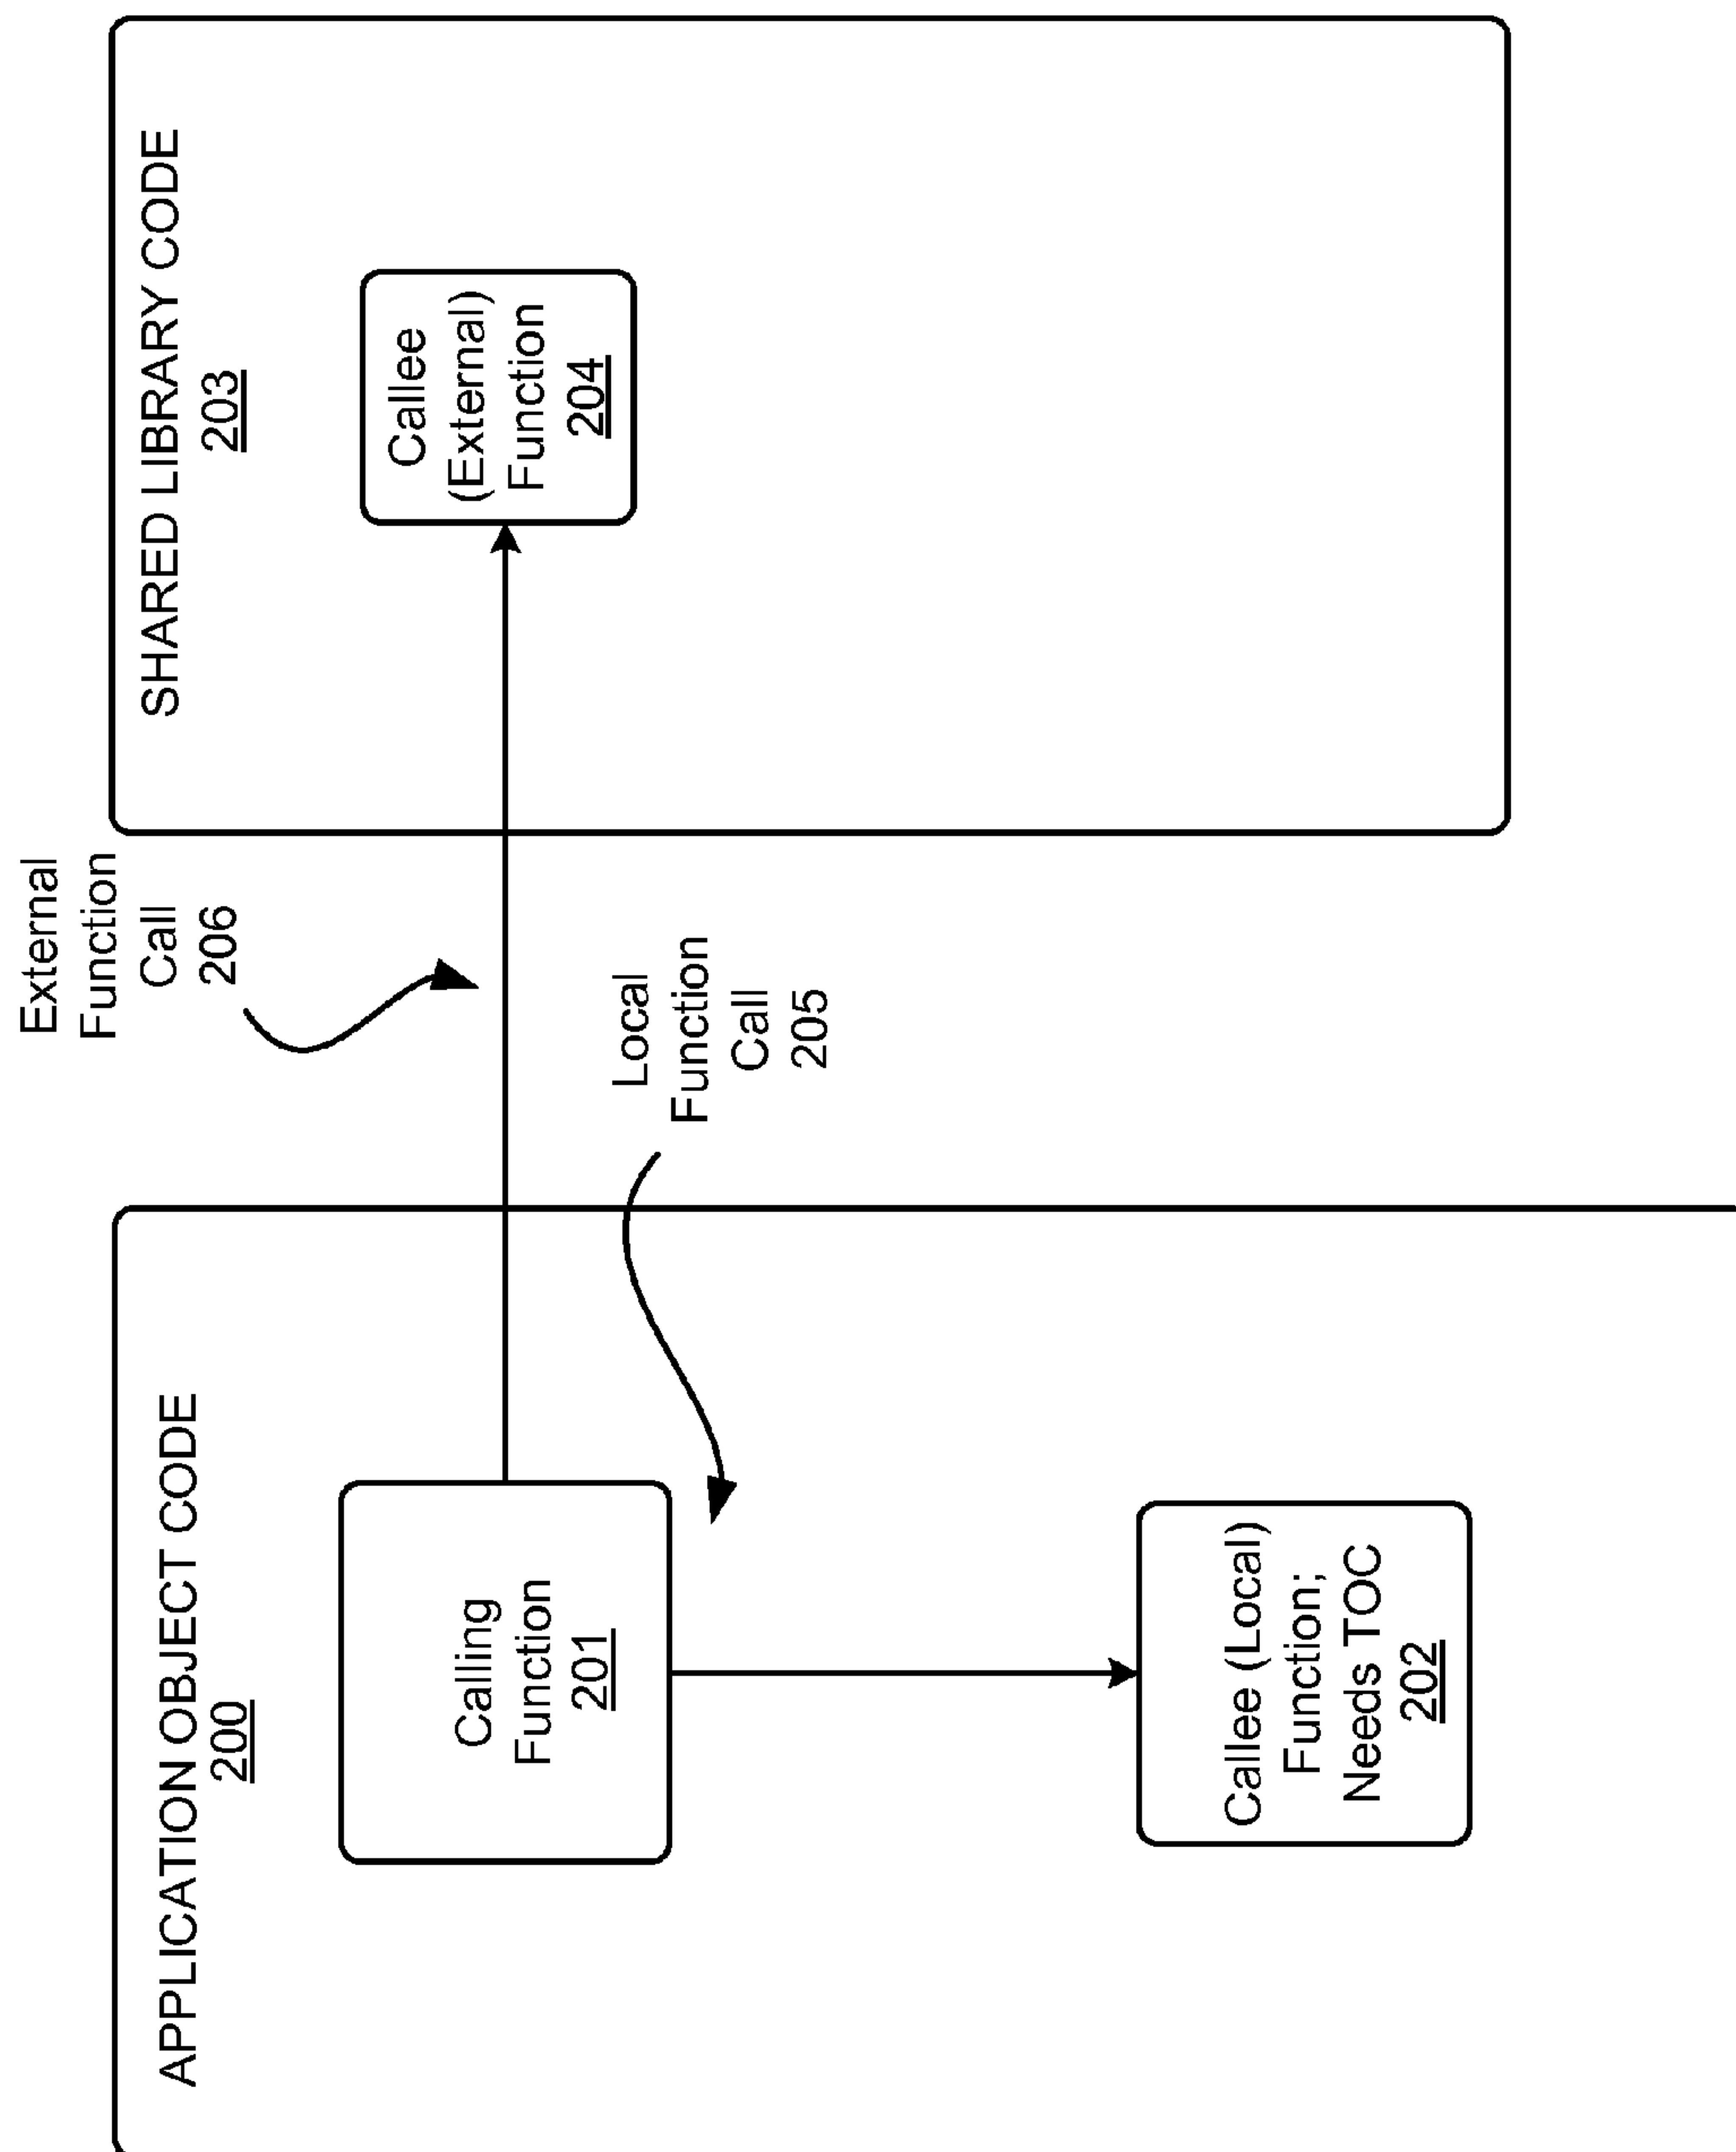 APPLICATION OBJECT CODE
200
Calling
Function
201
Callee (Local)
Function;
Needs TOC
202
External
Function
Call
206
Local
Function
Call
205
SHARED LIBRARY CODE
203
Callee
(External)
Function
204